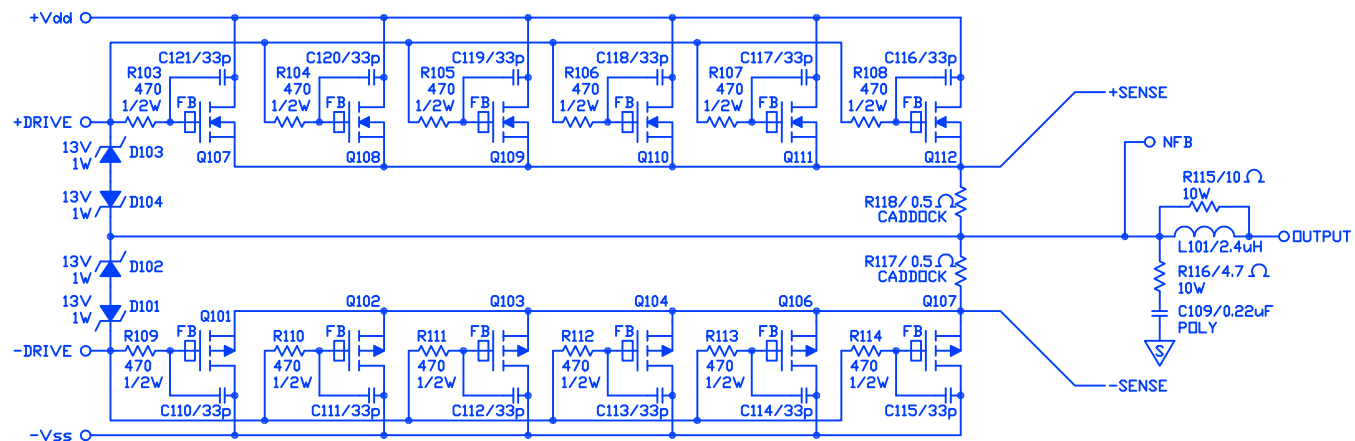 +Vdd
C121/33p
C120/33p
C119/33p
C118/33p
C117/33p
C116/33p
R103
470
1/2W
R104
470
1/2W
R105
470
1/2W
R106
470
1/2W
R107
470
1/2W
R108
470
1/2W
FB
FB
FB
FB
FB
FB
+DRIVE
+SENSE
13V
1W
D103
Q107
Q108
Q109
Q110
Q111
Q112
NFB
13V
1W
D104
R118/0.5Ω
CADDOCK
R115/10Ω
10W
OUTPUT
L101/2.4uH
13V
1W
D102
R117/0.5Ω
CADDOCK
R116/4.7Ω
10W
13V
1W
D101
Q101
Q102
Q103
Q104
Q106
Q107
C109/0.22uF
POLY
S
R109
FB
R110
FB
R111
FB
R112
FB
R113
FB
R114
FB
-DRIVE
470
1/2W
470
1/2W
470
1/2W
470
1/2W
470
1/2W
470
1/2W
-SENSE
C110/33p
C111/33p
C112/33p
C113/33p
C114/33p
C115/33p
-Vss